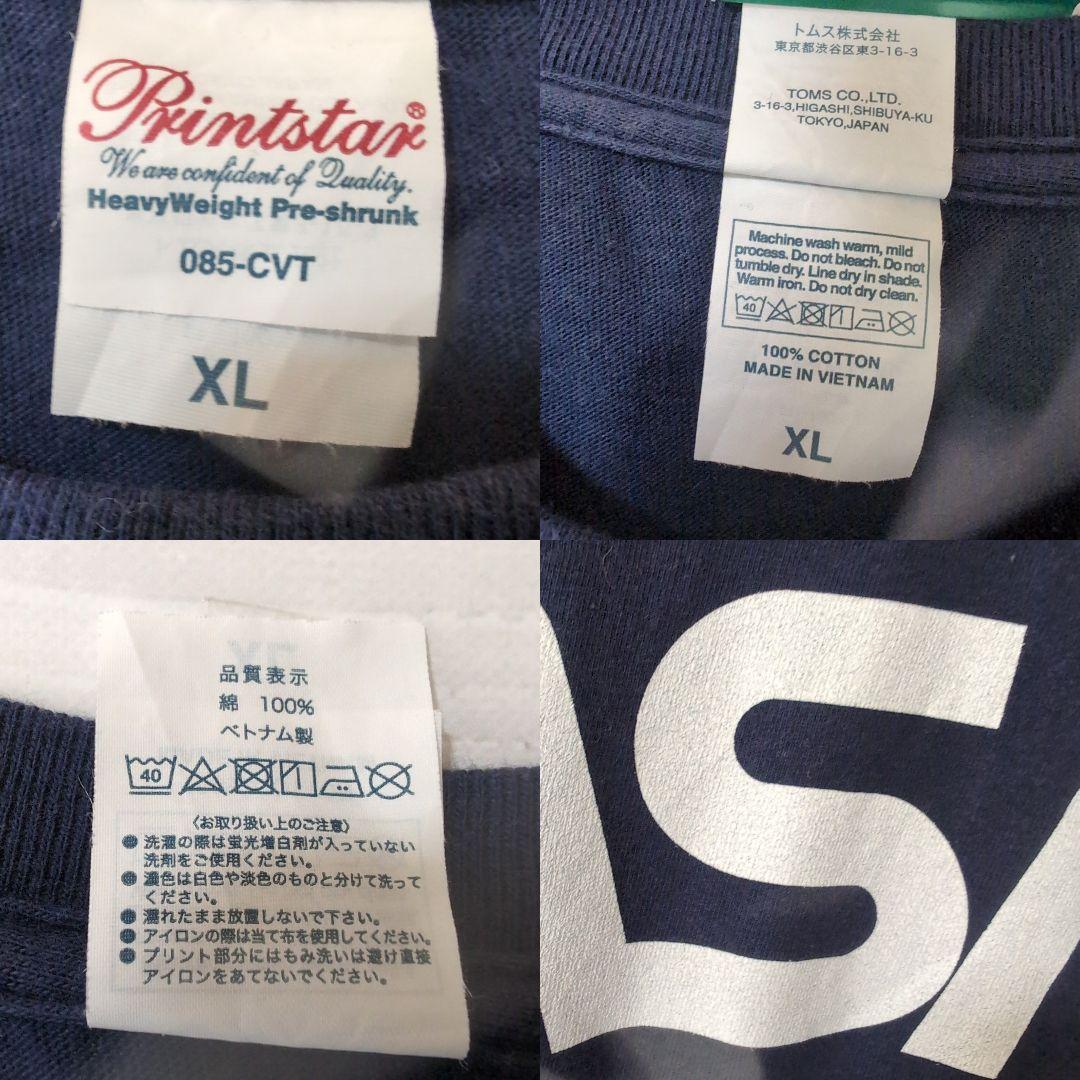 Printstar®
We are confident of Quality.
HeavyWeight Pre-shrunk
085-CVT
XL
トムス株式会社
東京都渋谷区東3-16-3
TOMS CO.,LTD.
3-16-3,HIGASHI,SHIBUYA-KU
TOKYO,JAPAN
Machine wash warm, mild
process. Do not bleach. Do not
tumble dry. Line dry in shade.
Warm iron. Do not dry clean.
40
100% COTTON
MADE IN VIETNAM
XL
品質表示
綿 100%
ベトナム製
40
〈お取り扱い上のご注意〉
● 洗濯の際は蛍光増白剤が入っていない
洗剤をご使用ください。
● 濃色は白色や淡色のものと分けて洗って
ください。
● 濡れたまま放置しないで下さい。
● アイロンの際は当て布を使用してください。
● プリント部分にはもみ洗いは避け直接
アイロンをあてないでください。
ASA